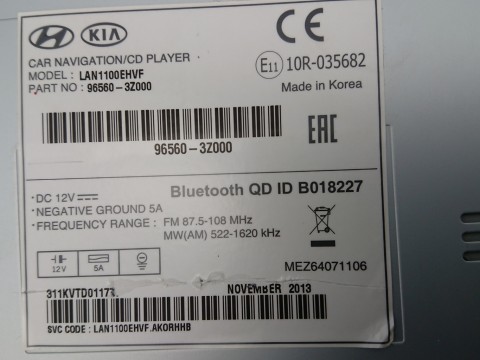 HYUNDAI KIA
CE
CAR NAVIGATION/CD PLAYER
MODEL : LAN1100EHVF
PART NO : 96560-3Z000
E11 10R-035682
Made in Korea
96560-3Z000
EAC
Bluetooth QD ID B018227
*DC 12V
*NEGATIVE GROUND 5A
*FREQUENCY RANGE : FM 87.5-108 MHz
MW(AM) 522-1620 kHz
12V 5A
MEZ64071106
311KVTD0117
NOVEMBER 2013
SVC CODE : LAN1100EHVF.AKORHHB